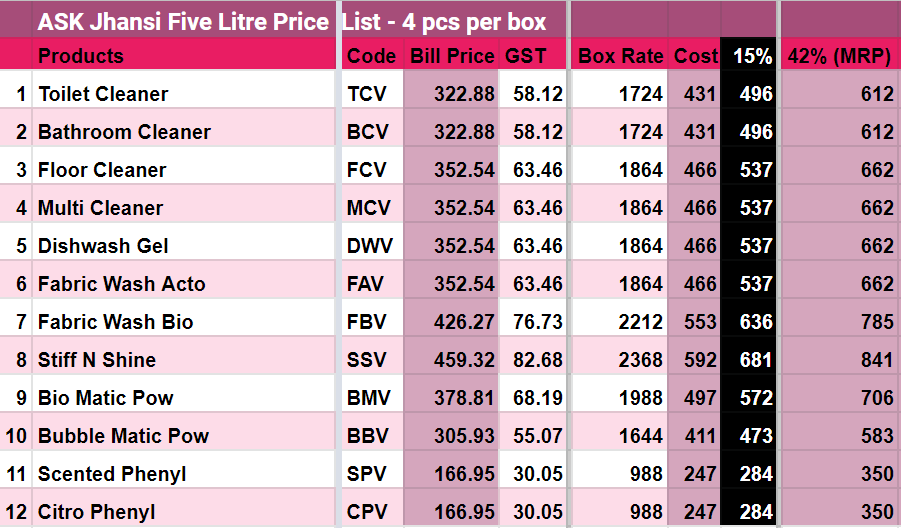 ASK Jhansi Five Litre Price List - 4 pcs per box
Products Code Bill Price GST Box Rate Cost 15% 42% (MRP)
1 Toilet Cleaner TCV 322.88 58.12 1724 431 496 612
2 Bathroom Cleaner BCV 322.88 58.12 1724 431 496 612
3 Floor Cleaner FCV 352.54 63.46 1864 466 537 662
4 Multi Cleaner MCV 352.54 63.46 1864 466 537 662
5 Dishwash Gel DWV 352.54 63.46 1864 466 537 662
6 Fabric Wash Acto FAV 352.54 63.46 1864 466 537 662
7 Fabric Wash Bio FBV 426.27 76.73 2212 553 636 785
8 Stiff N Shine SSV 459.32 82.68 2368 592 681 841
9 Bio Matic Pow BMV 378.81 68.19 1988 497 572 706
10 Bubble Matic Pow BBV 305.93 55.07 1644 411 473 583
11 Scented Phenyl SPV 166.95 30.05 988 247 284 350
12 Citro Phenyl CPV 166.95 30.05 988 247 284 350